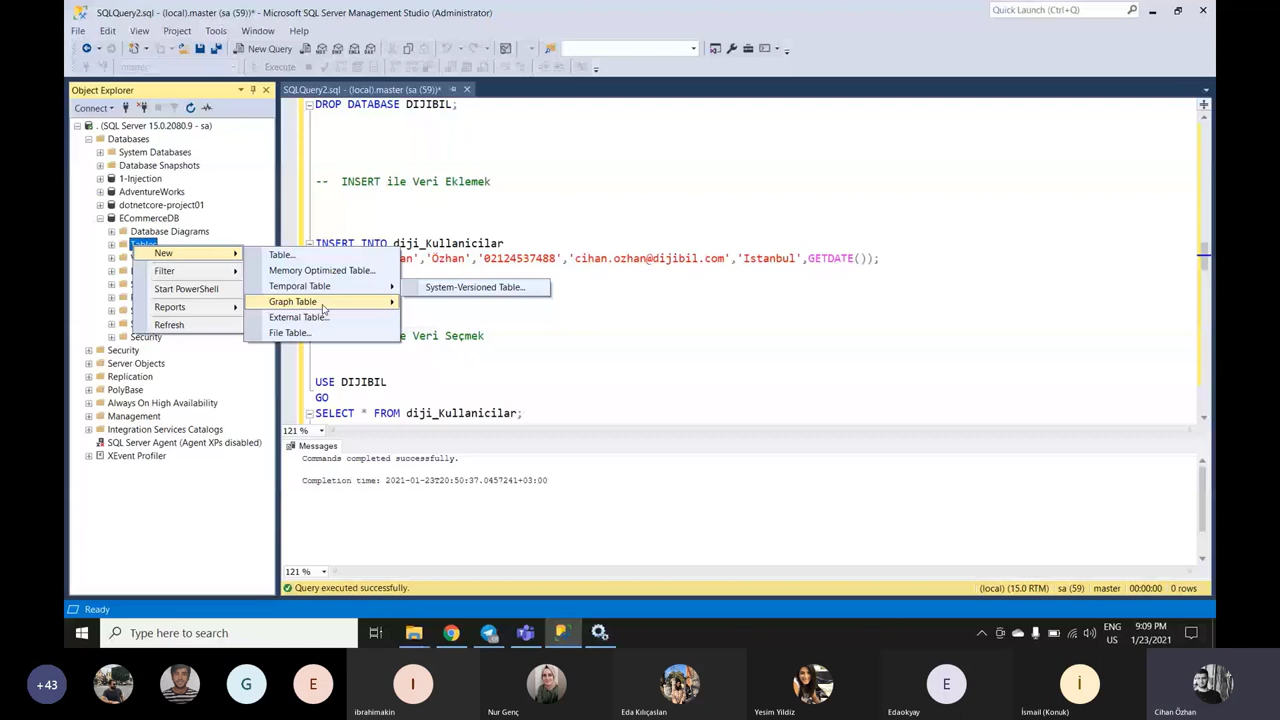 SQLQuery2.sql - (local).master (sa (59))* - Microsoft SQL Server Management Studio (Administrator)
Quick Launch (Ctrl+Q)
File Edit View Project Tools Window Help
New Query
master
Execute
Object Explorer
SQLQuery2.sql - (local).master (sa (59))*
Connect
. (SQL Server 15.0.2080.9 - sa)
Databases
System Databases
Database Snapshots
1-Injection
AdventureWorks
dotnetcore-project01
ECommerceDB
Database Diagrams
Tables
Security
Security
Server Objects
Replication
PolyBase
Always On High Availability
Management
Integration Services Catalogs
SQL Server Agent (Agent XPs disabled)
XEvent Profiler
New
Filter
Start PowerShell
Reports
Refresh
Table...
Memory Optimized Table...
Temporal Table
Graph Table
External Table...
File Table...
System-Versioned Table...
DROP DATABASE DIJIBIL;
-- INSERT ile Veri Eklemek
INSERT INTO diji_Kullanicilar
an','Özhan','02124537488','cihan.ozhan@dijibil.com','Istanbul',GETDATE());
e Veri Seçmek
USE DIJIBIL
GO
SELECT * FROM diji_Kullanicilar;
121 %
Messages
Commands completed successfully.
Completion time: 2021-01-23T20:50:37.0457241+03:00
121 %
Query executed successfully.
(local) (15.0 RTM) sa (59) master 00:00:00 0 rows
Ready
Type here to search
ENG
US
9:09 PM
1/23/2021
+43
G
E
I
E
İ
ibrahimakin
Nur Genç
Eda Kılıçaslan
Yesim Yildiz
Edaokyay
İsmail (Konuk)
Cihan Özhan